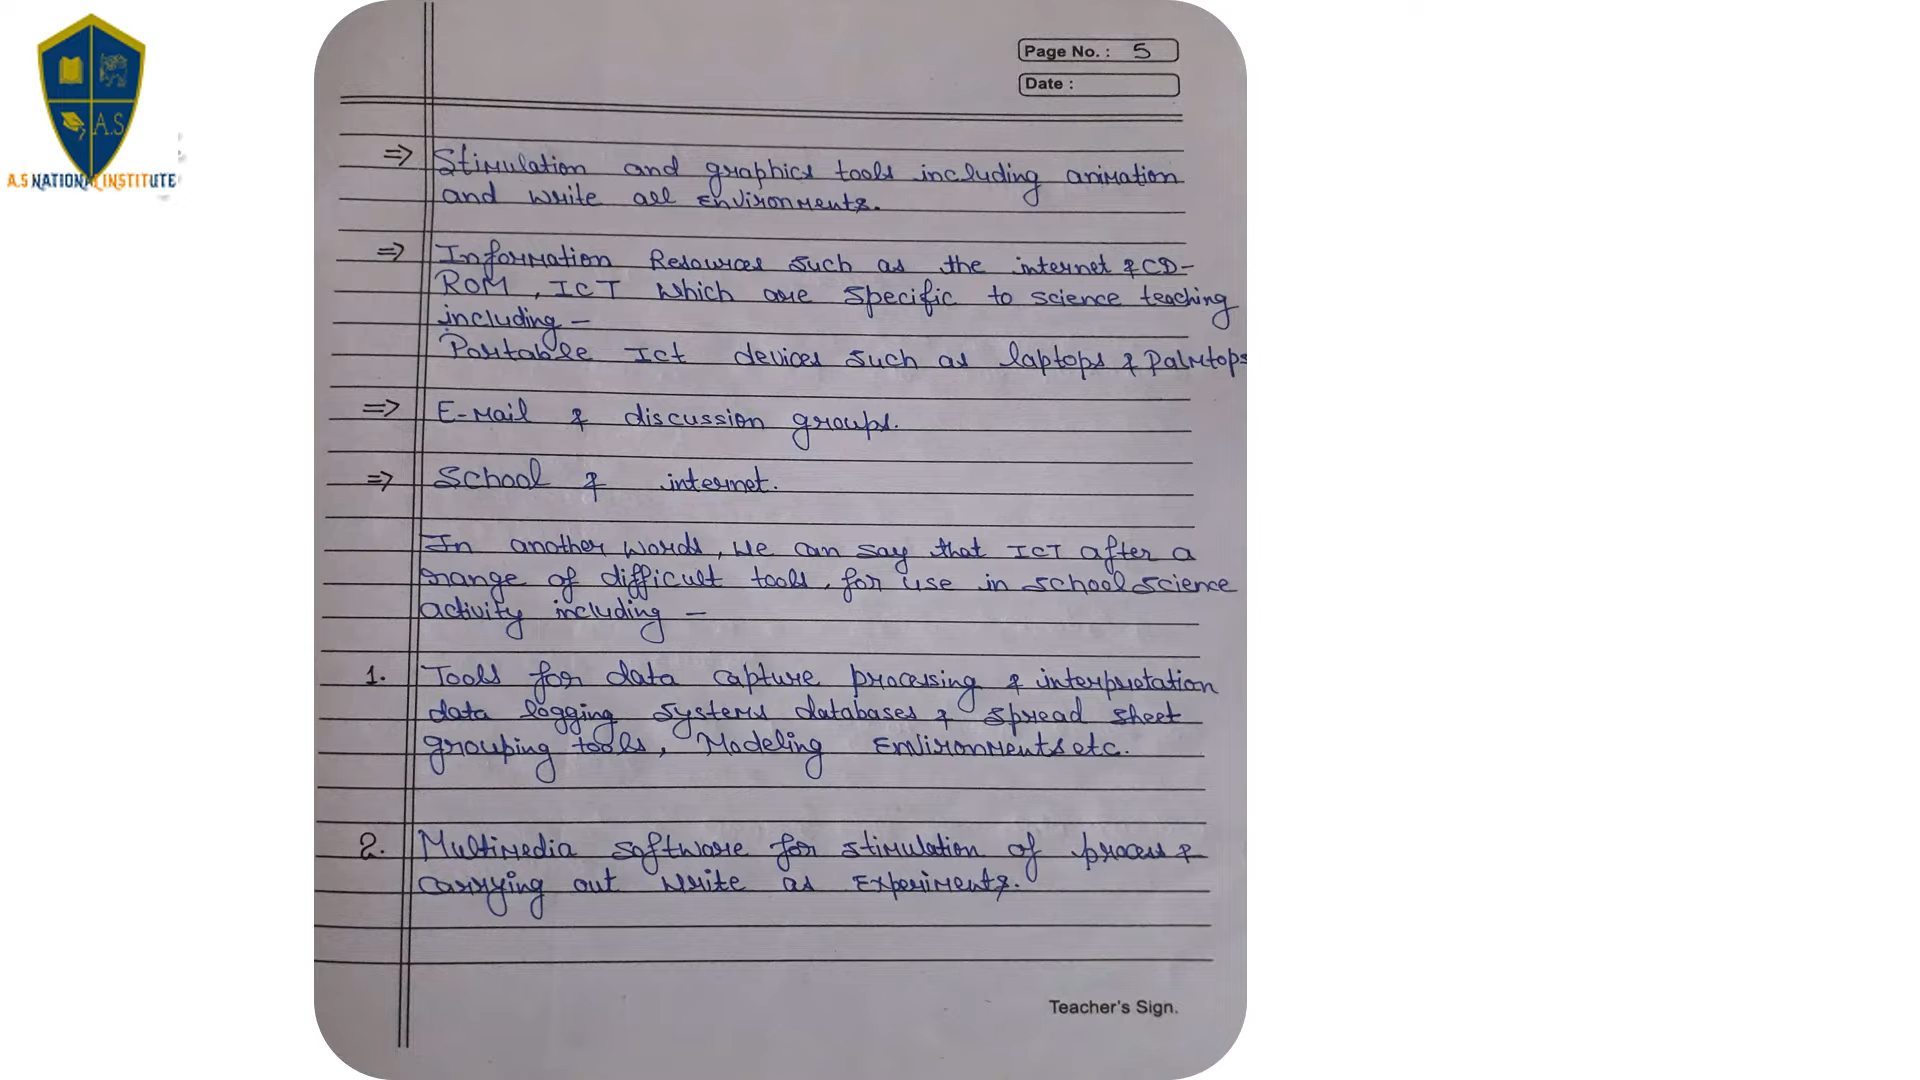 A.S
A.S NATIONAL INSTITUTE
Page No. : 5
Date :
=> Stimulation and graphics tools including animation
and write all environments.
=> Information Resources such as the internet & CD-
ROM, ICT which are specific to science teaching
including -
Portable Ict devices such as laptops & palmtops
=> E-mail & discussion groups.
=> School & internet.
In another words, we can say that ICT after a
range of difficult tools, for use in school science
activity including -
1. Tools for data capture processing & interpretation
data logging systems databases & spread sheet
grouping tools, Modeling Environments etc.
2. Multimedia software for stimulation of process &
carrying out write as experiments.
Teacher's Sign.